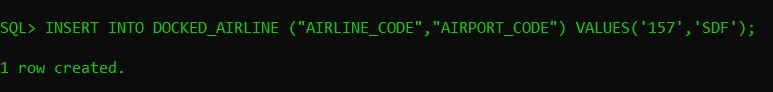 SQL> INSERT INTO DOCKED_AIRLINE ("AIRLINE_CODE","AIRPORT_CODE") VALUES('157','SDF');
1 row created.